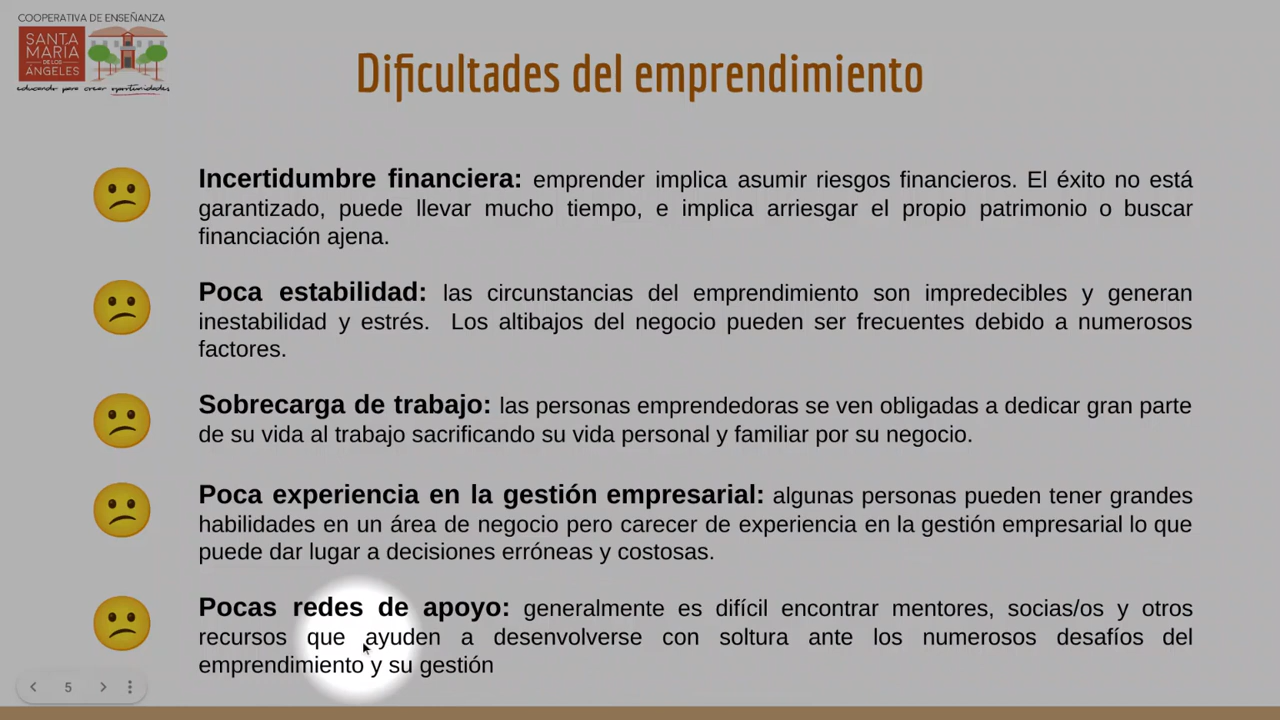 COOPERATIVA DE ENSEÑANZA
SANTA
MARÍA
DE LOS
ÁNGELES
educando para crear oportunidades
Dificultades del emprendimiento
Incertidumbre financiera: emprender implica asumir riesgos financieros. El éxito no está
garantizado, puede llevar mucho tiempo, e implica arriesgar el propio patrimonio o buscar
financiación ajena.
Poca estabilidad: las circunstancias del emprendimiento son impredecibles y generan
inestabilidad y estrés. Los altibajos del negocio pueden ser frecuentes debido a numerosos
factores.
Sobrecarga de trabajo: las personas emprendedoras se ven obligadas a dedicar gran parte
de su vida al trabajo sacrificando su vida personal y familiar por su negocio.
Poca experiencia en la gestión empresarial: algunas personas pueden tener grandes
habilidades en un área de negocio pero carecer de experiencia en la gestión empresarial lo que
puede dar lugar a decisiones erróneas y costosas.
Pocas redes de apoyo: generalmente es difícil encontrar mentores, socias/os y otros
recursos que ayuden a desenvolverse con soltura ante los numerosos desafíos del
emprendimiento y su gestión
5